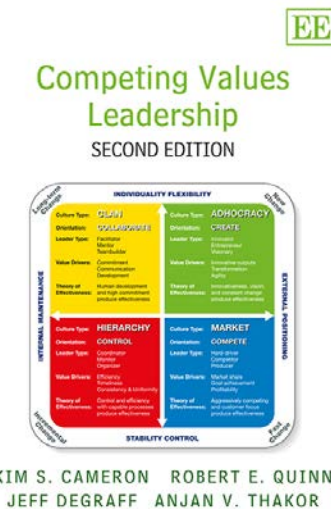 EE
Competing Values
Leadership
SECOND EDITION
Long-term
Change
INDIVIDUALITY FLEXIBILITY
New
Change
INTERNAL MAINTENANCE
Culture Type: CLAN
Orientation: COLLABORATE
Leader Type: Facilitator
Mentor
Teambuilder
Value Drivers: Commitment
Communication
Development
Theory of
Effectiveness: Human development
and high commitment
produce effectiveness
Culture Type: ADHOCRACY
Orientation: CREATE
Leader Type: Innovator
Entrepreneur
Visionary
Value Drivers: Innovative outputs
Transformation
Agility
Theory of
Effectiveness: Innovativeness, vision,
and constant change
produce effectiveness
EXTERNAL POSITIONING
Culture Type: HIERARCHY
Orientation: CONTROL
Leader Type: Coordinator
Monitor
Organizer
Value Drivers: Efficiency
Timeliness
Consistency & Uniformity
Theory of
Effectiveness: Control and efficiency
with capable processes
produce effectiveness
Culture Type: MARKET
Orientation: COMPETE
Leader Type: Hard-driver
Competitor
Producer
Value Drivers: Market share
Goal achievement
Profitability
Theory of
Effectiveness: Aggressively competing
and customer focus
produce effectiveness
Incremental
Change
STABILITY CONTROL
Fast
Change
KIM S. CAMERON ROBERT E. QUINN
JEFF DEGRAFF ANJAN V. THAKOR